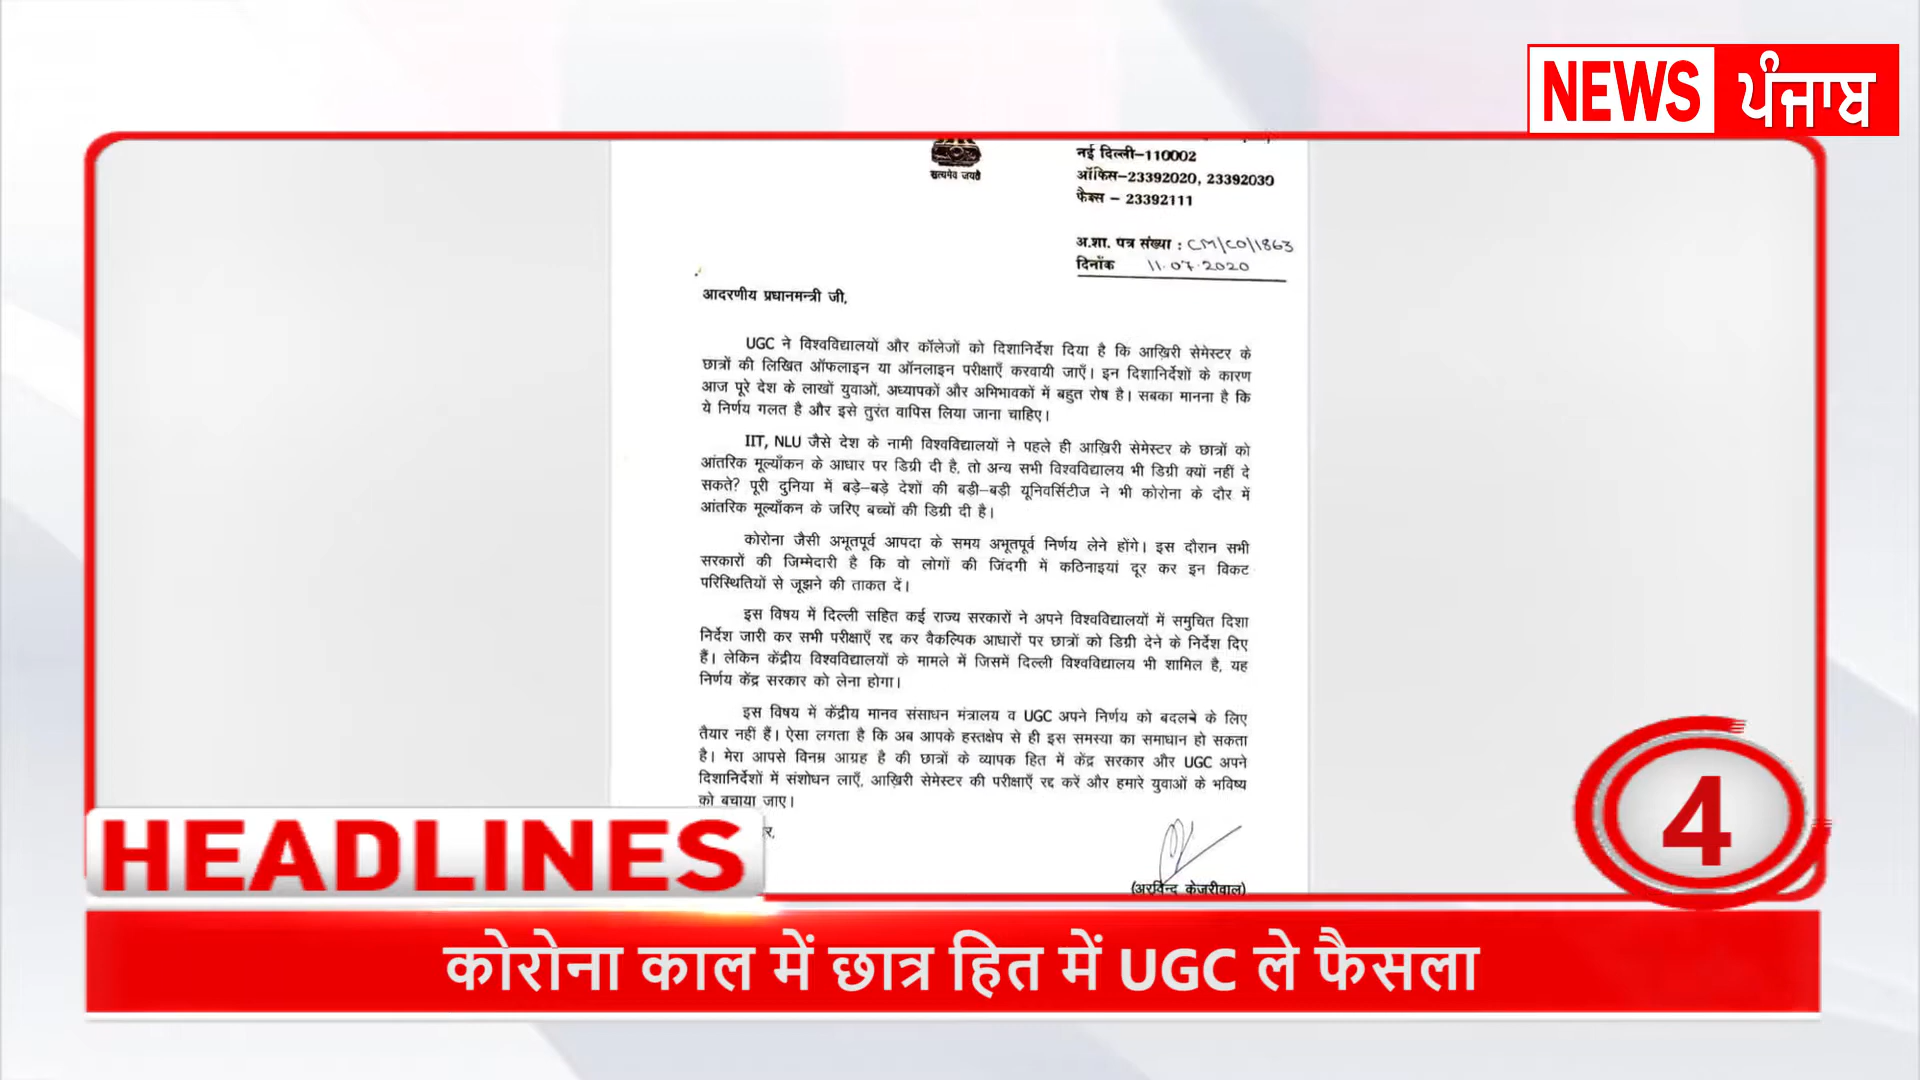 NEWS ਪੰਜਾਬ
सत्यमेव जयते
नई दिल्ली–110002
ऑफिस–23392020, 23392030
फैक्स – 23392111
अ.शा. पत्र संख्या : CM/CO/1863
दिनाँक 11.07.2020
आदरणीय प्रधानमन्त्री जी,
UGC ने विश्वविद्यालयों और कॉलेजों को दिशानिर्देश दिया है कि आख़िरी सेमेस्टर के
छात्रों की लिखित ऑफलाइन या ऑनलाइन परीक्षाएँ करवायी जाएँ। इन दिशानिर्देशों के कारण
आज पूरे देश के लाखों युवाओं, अध्यापकों और अभिभावकों में बहुत रोष है। सबका मानना है कि
ये निर्णय गलत है और इसे तुरंत वापिस लिया जाना चाहिए।
IIT, NLU जैसे देश के नामी विश्वविद्यालयों ने पहले ही आख़िरी सेमेस्टर के छात्रों को
आंतरिक मूल्याँकन के आधार पर डिग्री दी है, तो अन्य सभी विश्वविद्यालय भी डिग्री क्यों नहीं दे
सकते? पूरी दुनिया में बड़े–बड़े देशों की बड़ी–बड़ी यूनिवर्सिटीज ने भी कोरोना के दौर में
आंतरिक मूल्याँकन के जरिए बच्चों की डिग्री दी है।
कोरोना जैसी अभूतपूर्व आपदा के समय अभूतपूर्व निर्णय लेने होंगे। इस दौरान सभी
सरकारों की जिम्मेदारी है कि वो लोगों की जिंदगी में कठिनाइयां दूर कर इन विकट
परिस्थितियों से जूझने की ताकत दें।
इस विषय में दिल्ली सहित कई राज्य सरकारों ने अपने विश्वविद्यालयों में समुचित दिशा
निर्देश जारी कर सभी परीक्षाएँ रद्द कर वैकल्पिक आधारों पर छात्रों को डिग्री देने के निर्देश दिए
हैं। लेकिन केंद्रीय विश्वविद्यालयों के मामले में जिसमें दिल्ली विश्वविद्यालय भी शामिल है, यह
निर्णय केंद्र सरकार को लेना होगा।
इस विषय में केंद्रीय मानव संसाधन मंत्रालय व UGC अपने निर्णय को बदलने के लिए
तैयार नहीं हैं। ऐसा लगता है कि अब आपके हस्तक्षेप से ही इस समस्या का समाधान हो सकता
है। मेरा आपसे विनम्र आग्रह है की छात्रों के व्यापक हित में केंद्र सरकार और UGC अपने
दिशानिर्देशों में संशोधन लाएँ, आख़िरी सेमेस्टर की परीक्षाएँ रद्द करें और हमारे युवाओं के भविष्य
को बचाया जाए।
(अरविन्द केजरीवाल)
HEADLINES
4
कोरोना काल में छात्र हित में UGC ले फैसला